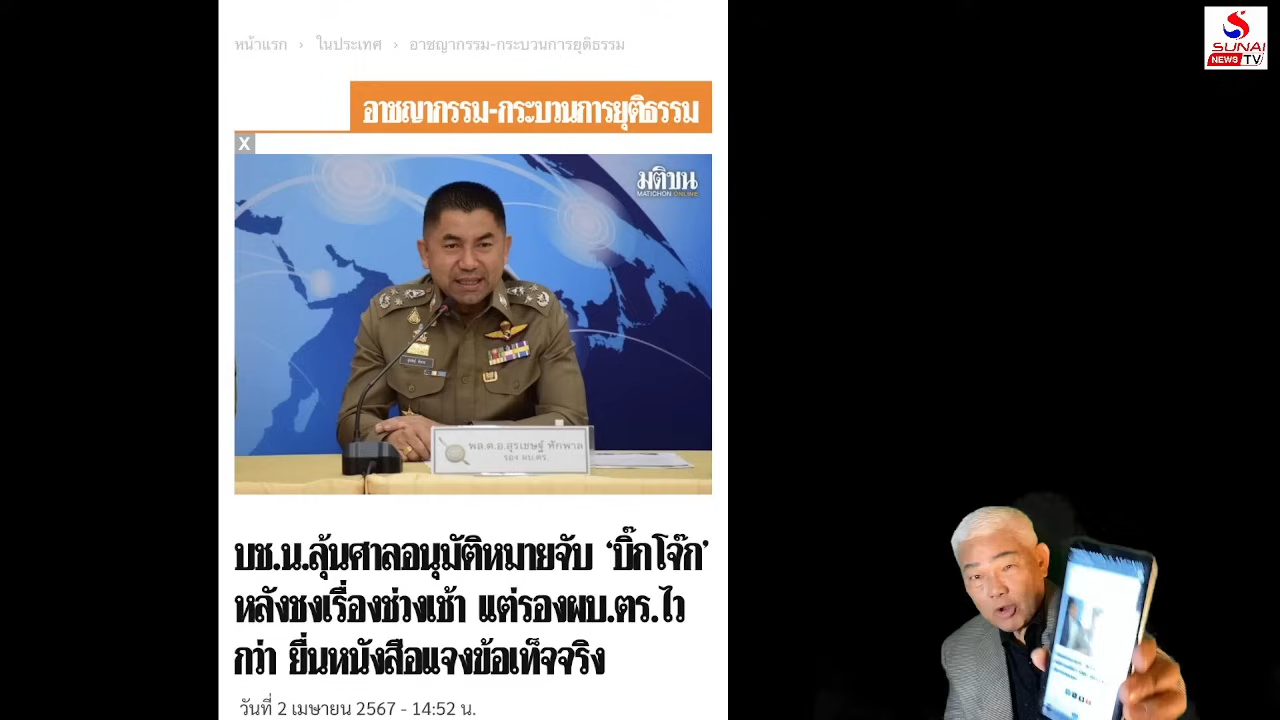 หน้าแรก › ในประเทศ › อาชญากรรม-กระบวนการยุติธรรม
SUNAI
NEWS TV
อาชญากรรม-กระบวนการยุติธรรม
X
มติชน
MATICHON ONLINE
พล.ต.อ.สุรเชษฐ์ หักพาล
รอง ผบ.ตร.
บช.น.ลุ้นศาลอนุมัติหมายจับ ‘บิ๊กโจ๊ก’
หลังชงเรื่องช่วงเช้า แต่รองผบ.ตร.ไว
กว่า ยื่นหนังสือแจงข้อเท็จจริง
วันที่ 2 เมษายน 2567 - 14:52 น.